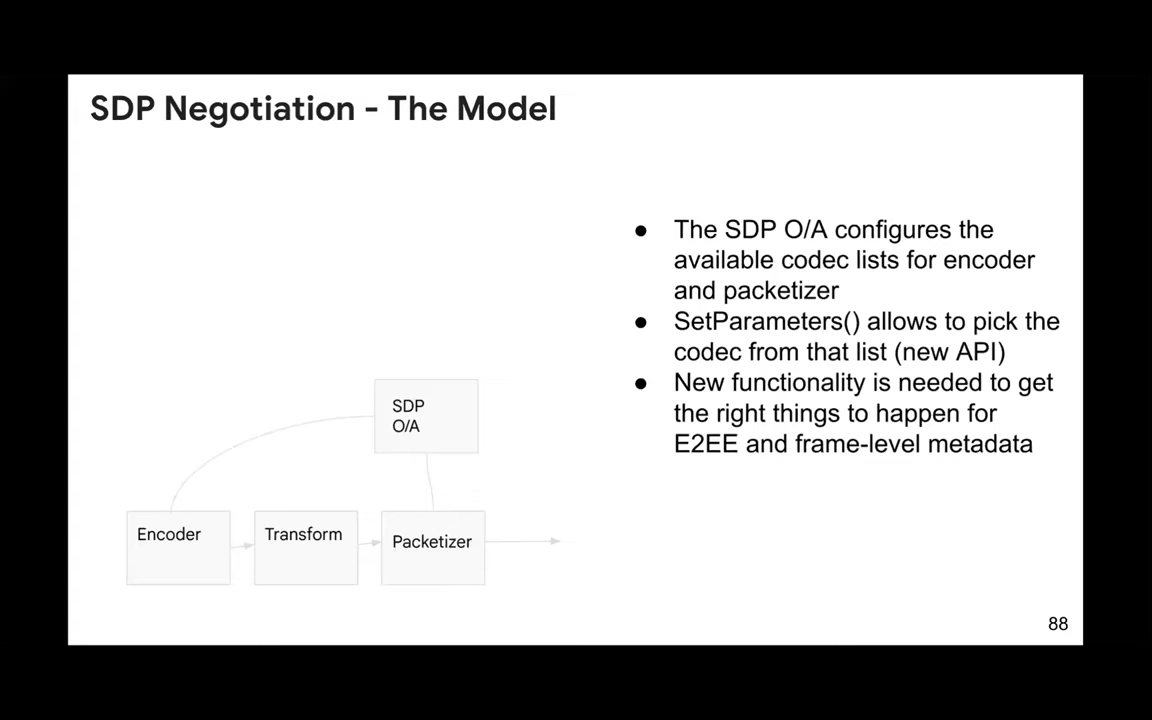 SDP Negotiation - The Model
● The SDP O/A configures the
available codec lists for encoder
and packetizer
● SetParameters() allows to pick the
codec from that list (new API)
● New functionality is needed to get
the right things to happen for
E2EE and frame-level metadata
SDP
O/A
Encoder
Transform
Packetizer
88